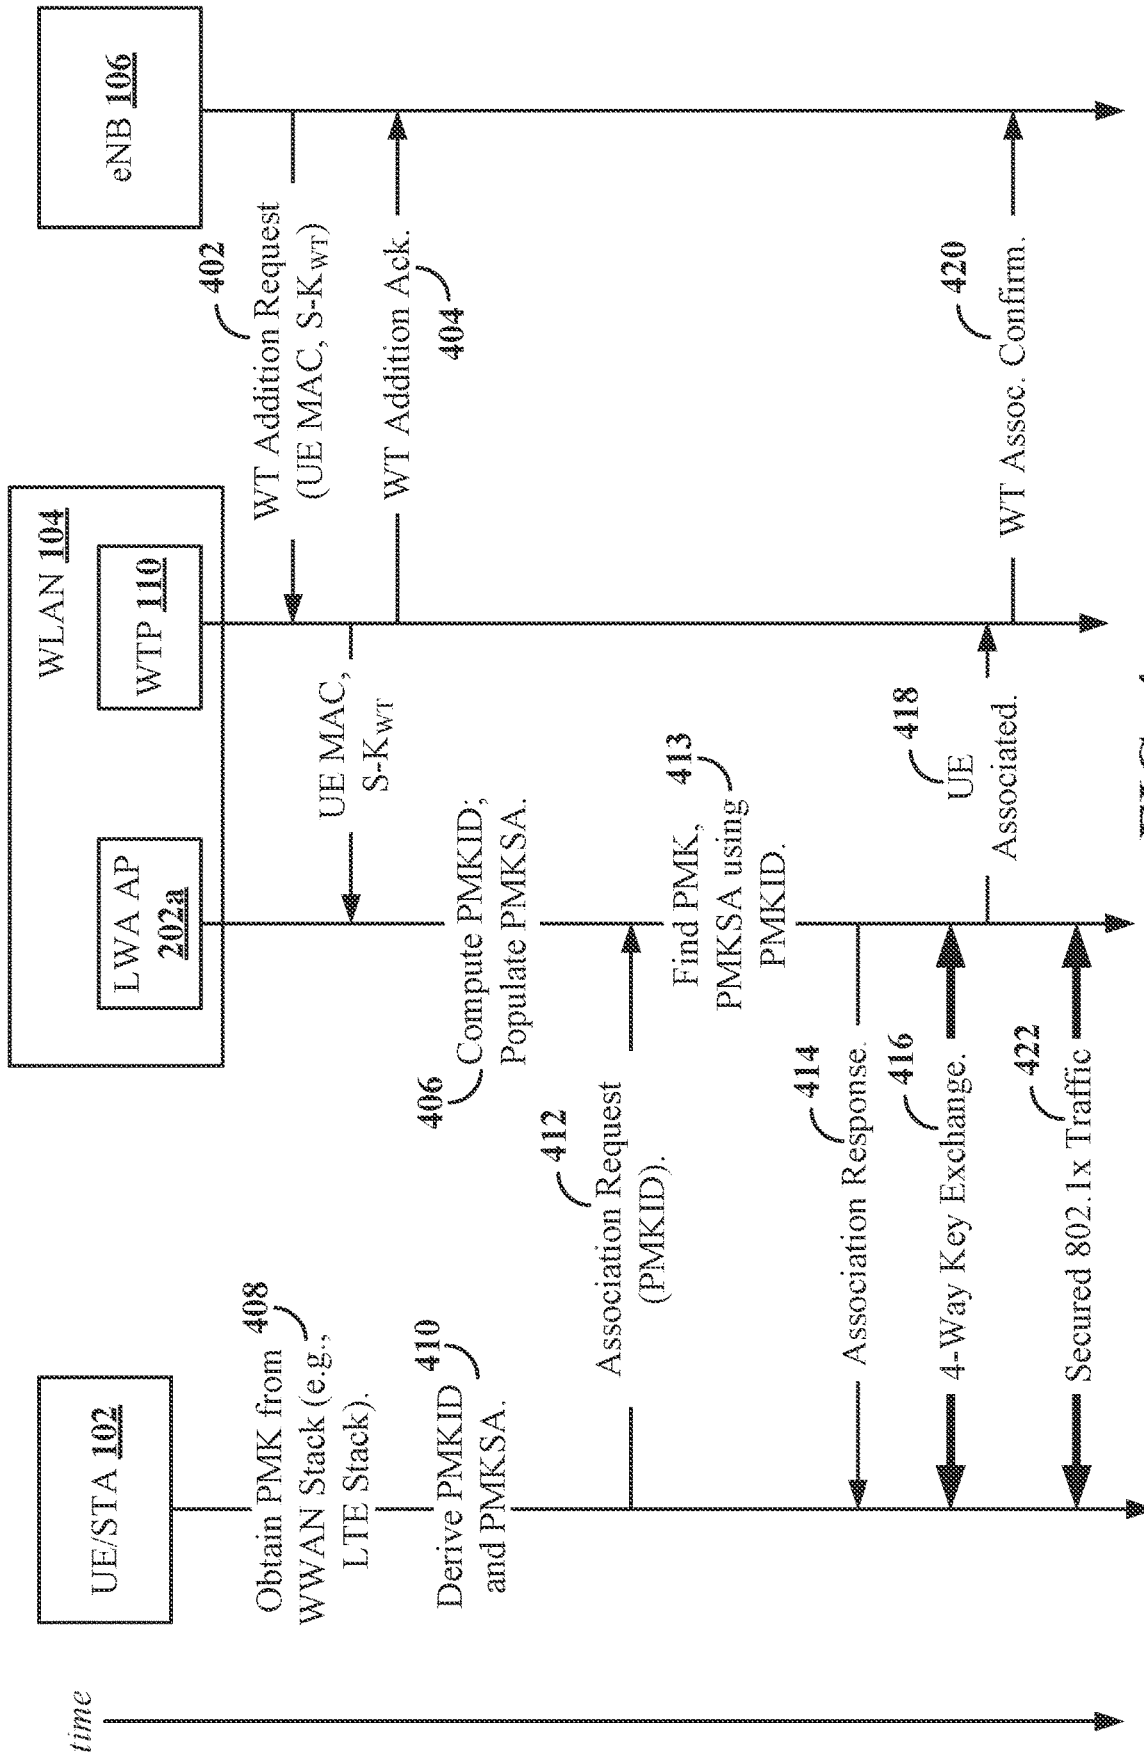 time
UE/STA 102
WLAN 104
LWA AP
202a
WTP 110
eNB 106
402
WT Addition Request
(UE MAC, S-KWT)
UE MAC,
S-KWT
WT Addition Ack.
404
408
Obtain PMK from
WWAN Stack (e.g.,
LTE Stack).
410
Derive PMKID
and PMKSA.
406
Compute PMKID;
Populate PMKSA.
412
Association Request
(PMKID).
413
Find PMK,
PMKSA using
PMKID.
414
Association Response.
416
4-Way Key Exchange.
418
UE
Associated.
420
WT Assoc. Confirm.
422
Secured 802.1x Traffic